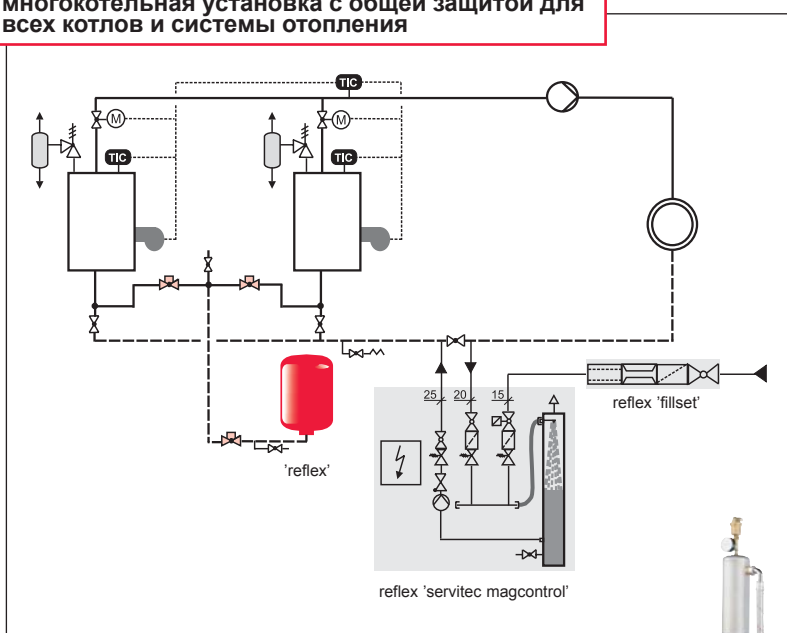 многокотельная установка с общей защитой для
всех котлов и системы отопления
TIC
M
M
TIC
TIC
25
20
15
reflex 'fillset'
'reflex'
reflex 'servitec magcontrol'